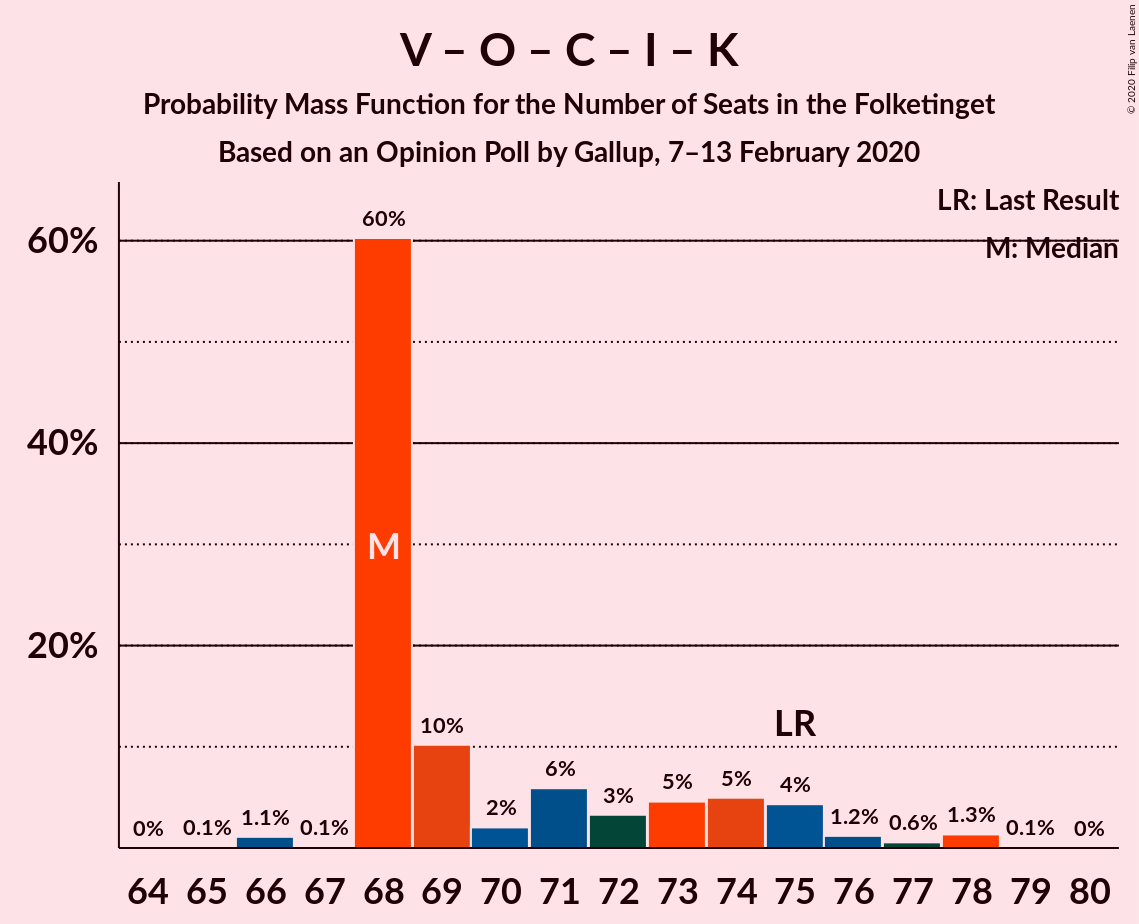 V – O – C – I – K
Probability Mass Function for the Number of Seats in the Folketinget
Based on an Opinion Poll by Gallup, 7–13 February 2020
© 2020 Filip van Laenen
LR: Last Result
M: Median
60%
40%
20%
0%
0.1%
1.1%
0.1%
60%
10%
2%
6%
3%
5%
5%
4%
1.2%
0.6%
1.3%
0.1%
0%
M
LR
64 65 66 67 68 69 70 71 72 73 74 75 76 77 78 79 80